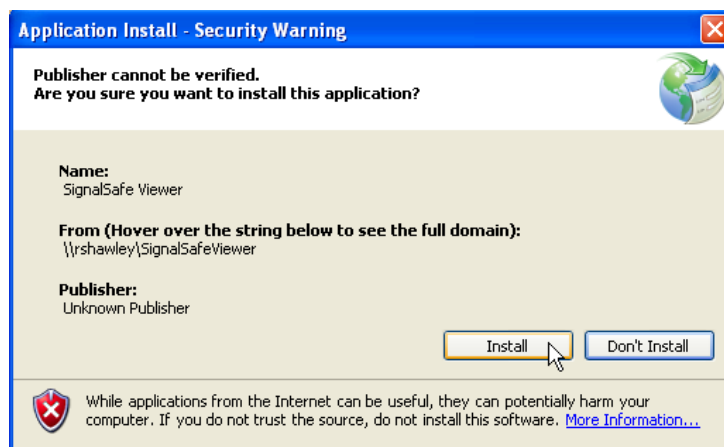 Application Install - Security Warning
Publisher cannot be verified.
Are you sure you want to install this application?
Name:
SignalSafe Viewer
From (Hover over the string below to see the full domain):
\\rshawley\SignalSafeViewer
Publisher:
Unknown Publisher
Install
Don't Install
While applications from the Internet can be useful, they can potentially harm your
computer. If you do not trust the source, do not install this software. More Information...